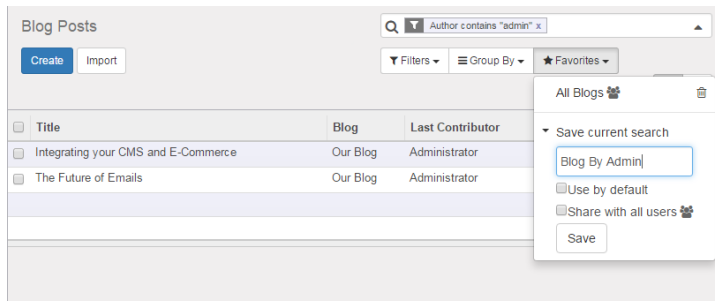 Blog Posts
Author contains "admin" x
Create Import
Filters Group By Favorites
All Blogs
Save current search
Blog By Admin
Use by default
Share with all users
Save
Title Blog Last Contributor
Integrating your CMS and E-Commerce Our Blog Administrator
The Future of Emails Our Blog Administrator